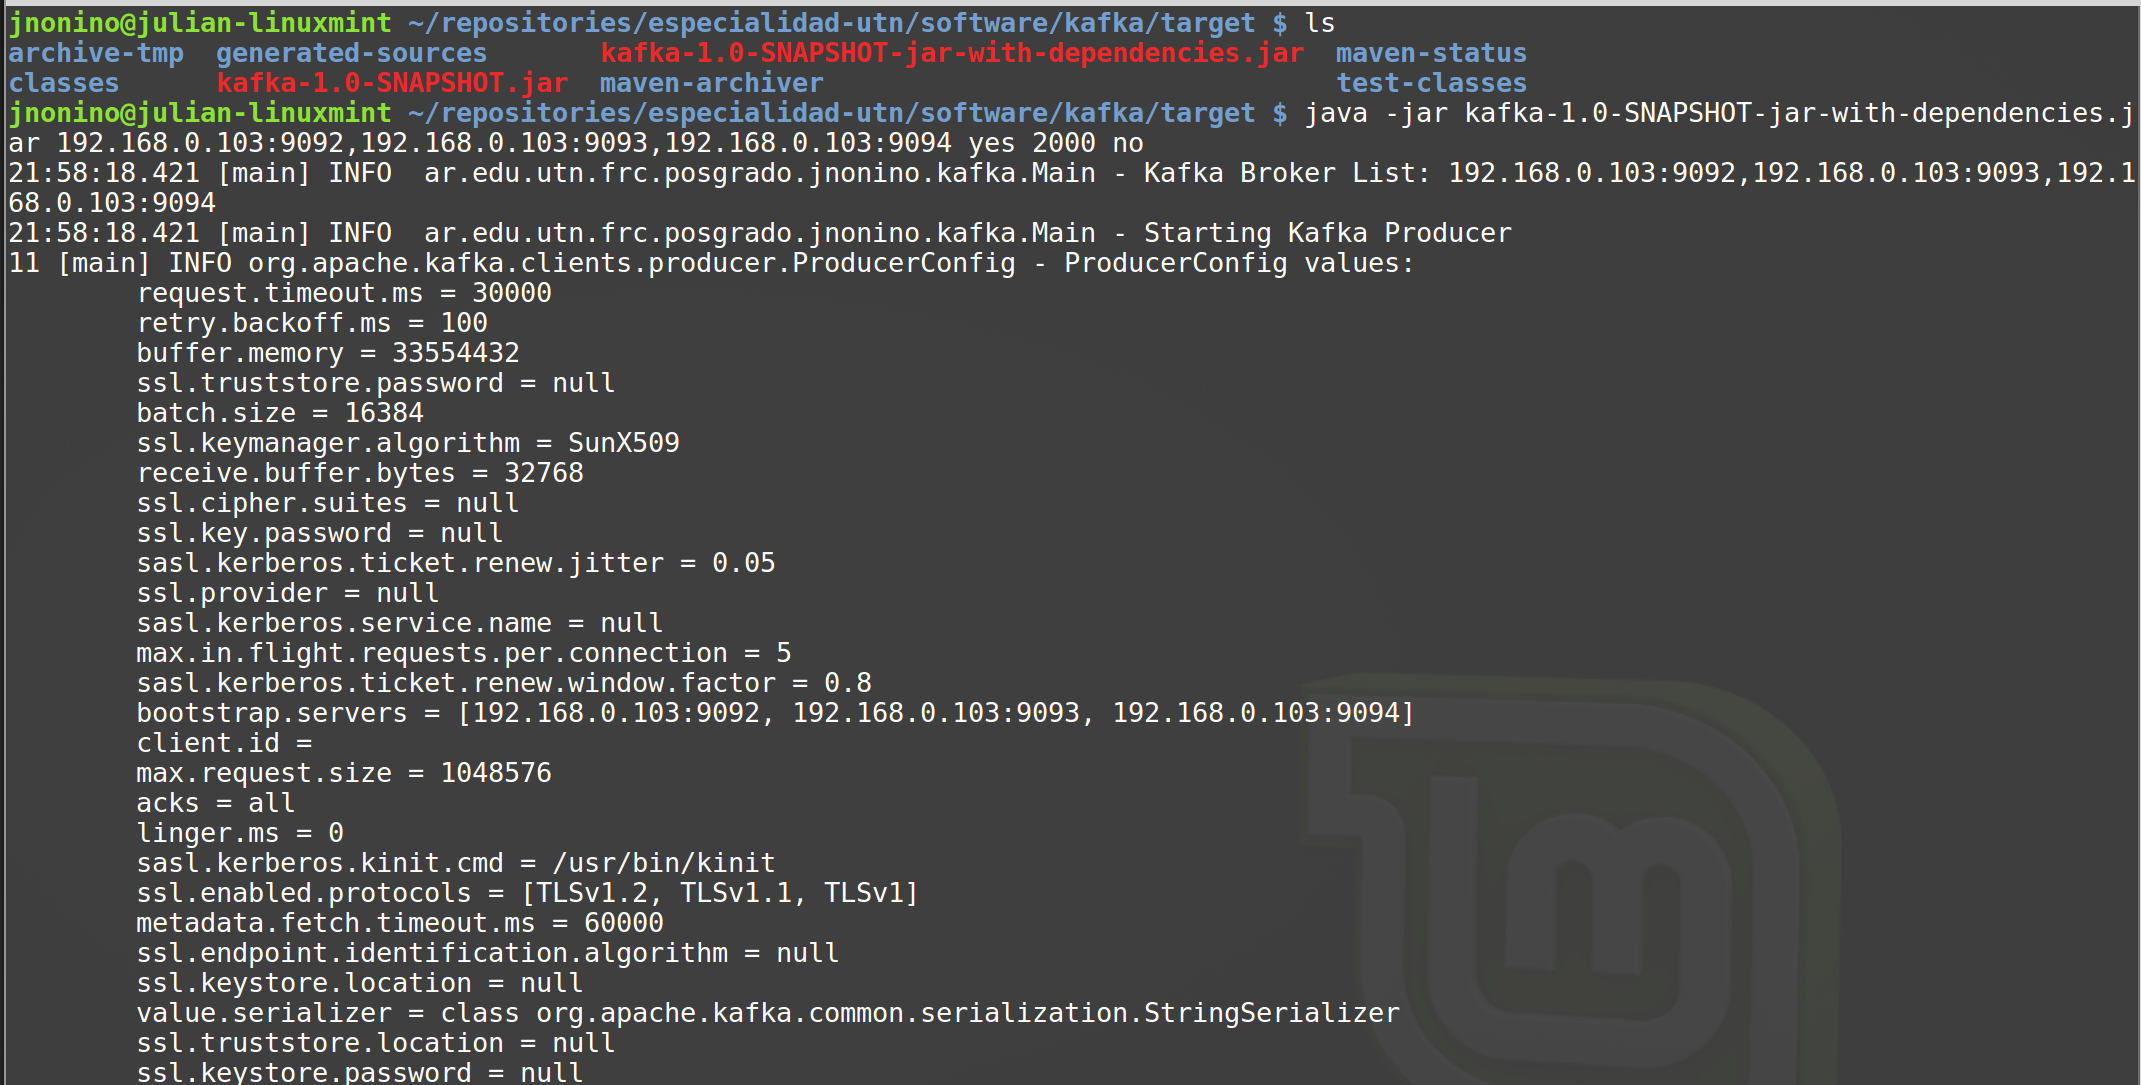 jnonino@julian-linuxmint ~/repositories/especialidad-utn/software/kafka/target $ ls
archive-tmp  generated-sources       kafka-1.0-SNAPSHOT-jar-with-dependencies.jar  maven-status
classes      kafka-1.0-SNAPSHOT.jar  maven-archiver                                test-classes
jnonino@julian-linuxmint ~/repositories/especialidad-utn/software/kafka/target $ java -jar kafka-1.0-SNAPSHOT-jar-with-dependencies.j
ar 192.168.0.103:9092,192.168.0.103:9093,192.168.0.103:9094 yes 2000 no
21:58:18.421 [main] INFO  ar.edu.utn.frc.posgrado.jnonino.kafka.Main - Kafka Broker List: 192.168.0.103:9092,192.168.0.103:9093,192.1
68.0.103:9094
21:58:18.421 [main] INFO  ar.edu.utn.frc.posgrado.jnonino.kafka.Main - Starting Kafka Producer
11 [main] INFO org.apache.kafka.clients.producer.ProducerConfig - ProducerConfig values:
        request.timeout.ms = 30000
        retry.backoff.ms = 100
        buffer.memory = 33554432
        ssl.truststore.password = null
        batch.size = 16384
        ssl.keymanager.algorithm = SunX509
        receive.buffer.bytes = 32768
        ssl.cipher.suites = null
        ssl.key.password = null
        sasl.kerberos.ticket.renew.jitter = 0.05
        ssl.provider = null
        sasl.kerberos.service.name = null
        max.in.flight.requests.per.connection = 5
        sasl.kerberos.ticket.renew.window.factor = 0.8
        bootstrap.servers = [192.168.0.103:9092, 192.168.0.103:9093, 192.168.0.103:9094]
        client.id =
        max.request.size = 1048576
        acks = all
        linger.ms = 0
        sasl.kerberos.kinit.cmd = /usr/bin/kinit
        ssl.enabled.protocols = [TLSv1.2, TLSv1.1, TLSv1]
        metadata.fetch.timeout.ms = 60000
        ssl.endpoint.identification.algorithm = null
        ssl.keystore.location = null
        value.serializer = class org.apache.kafka.common.serialization.StringSerializer
        ssl.truststore.location = null
        ssl.keystore.password = null